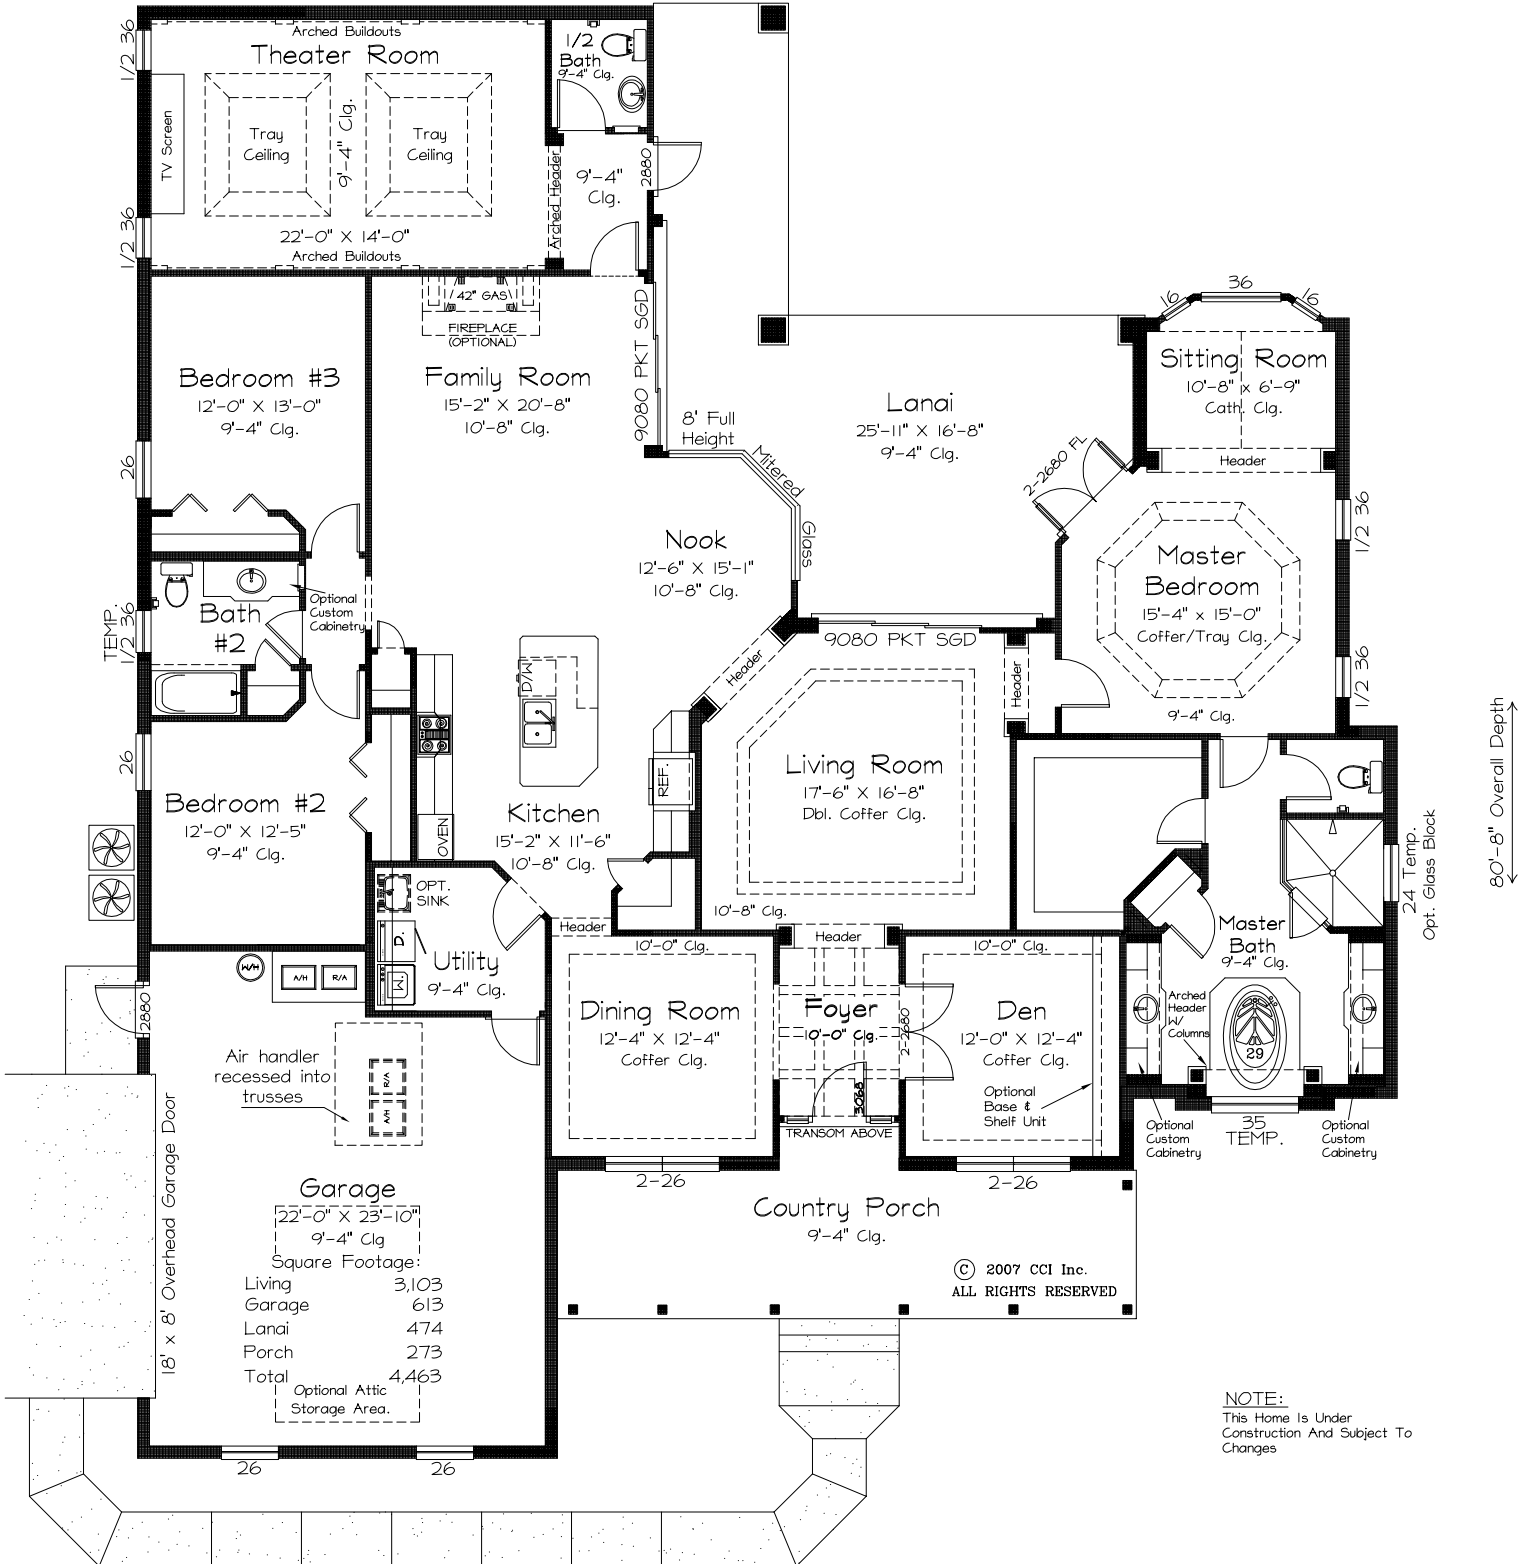 Arched Buildouts
Theater Room
1/2 36
TV Screen
Tray
Ceiling
9'-4" Clg.
Tray
Ceiling
1/2 36
22'-0" X 14'-0"
Arched Buildouts
1/2
Bath
9'-4" Clg.
Arched Header
9'-4"
Clg.
2880
42" GAS
FIREPLACE
(OPTIONAL)
9080 PKT SGD
Bedroom #3
12'-0" X 13'-0"
9'-4" Clg.
26
Family Room
15'-2" X 20'-8"
10'-8" Clg.
8' Full
Height
Mitered
Glass
Lanai
25'-11" X 16'-8"
9'-4" Clg.
16
36
16
Sitting Room
10'-8" x 6'-9"
Cath. Clg.
Header
2-2680 FL
1/2 36
Nook
12'-6" X 15'-1"
10'-8" Clg.
Master
Bedroom
15'-4" x 15'-0"
Coffer/Tray Clg.
9'-4" Clg.
1/2 36
Bath
#2
Optional
Custom
Cabinetry
TEMP.
1/2 36
Header
9080 PKT SGD
Header
D/W
26
REF.
OVEN
Bedroom #2
12'-0" X 12'-5"
9'-4" Clg.
Kitchen
15'-2" X 11'-6"
10'-8" Clg.
Living Room
17'-6" X 16'-8"
Dbl. Coffer Clg.
10'-8" Clg.
80'-8" Overall Depth
24 Temp.
Opt. Glass Block
OPT.
SINK
D.
W.
Utility
9'-4" Clg.
Header
Header
Master
Bath
9'-4" Clg.
Arched
Header
W/
Columns
29
W/H
A/H
R/A
2880
10'-0" Clg.
Dining Room
12'-4" X 12'-4"
Coffer Clg.
Foyer
10'-0" Clg.
2-2680
3068
TRANSOM ABOVE
10'-0" Clg.
Den
12'-0" X 12'-4"
Coffer Clg.
Optional
Base &
Shelf Unit
Air handler
recessed into
trusses
R/A
A/H
35
TEMP.
Optional
Custom
Cabinetry
Optional
Custom
Cabinetry
2-26
2-26
18' x 8' Overhead Garage Door
Garage
22'-0" X 23'-10"
9'-4" Clg
Square Footage:
Living 3,103
Garage 613
Lanai 474
Porch 273
Total 4,463
Optional Attic
Storage Area.
26
26
Country Porch
9'-4" Clg.
© 2007 CCI Inc.
ALL RIGHTS RESERVED
NOTE:
This Home Is Under
Construction And Subject To
Changes